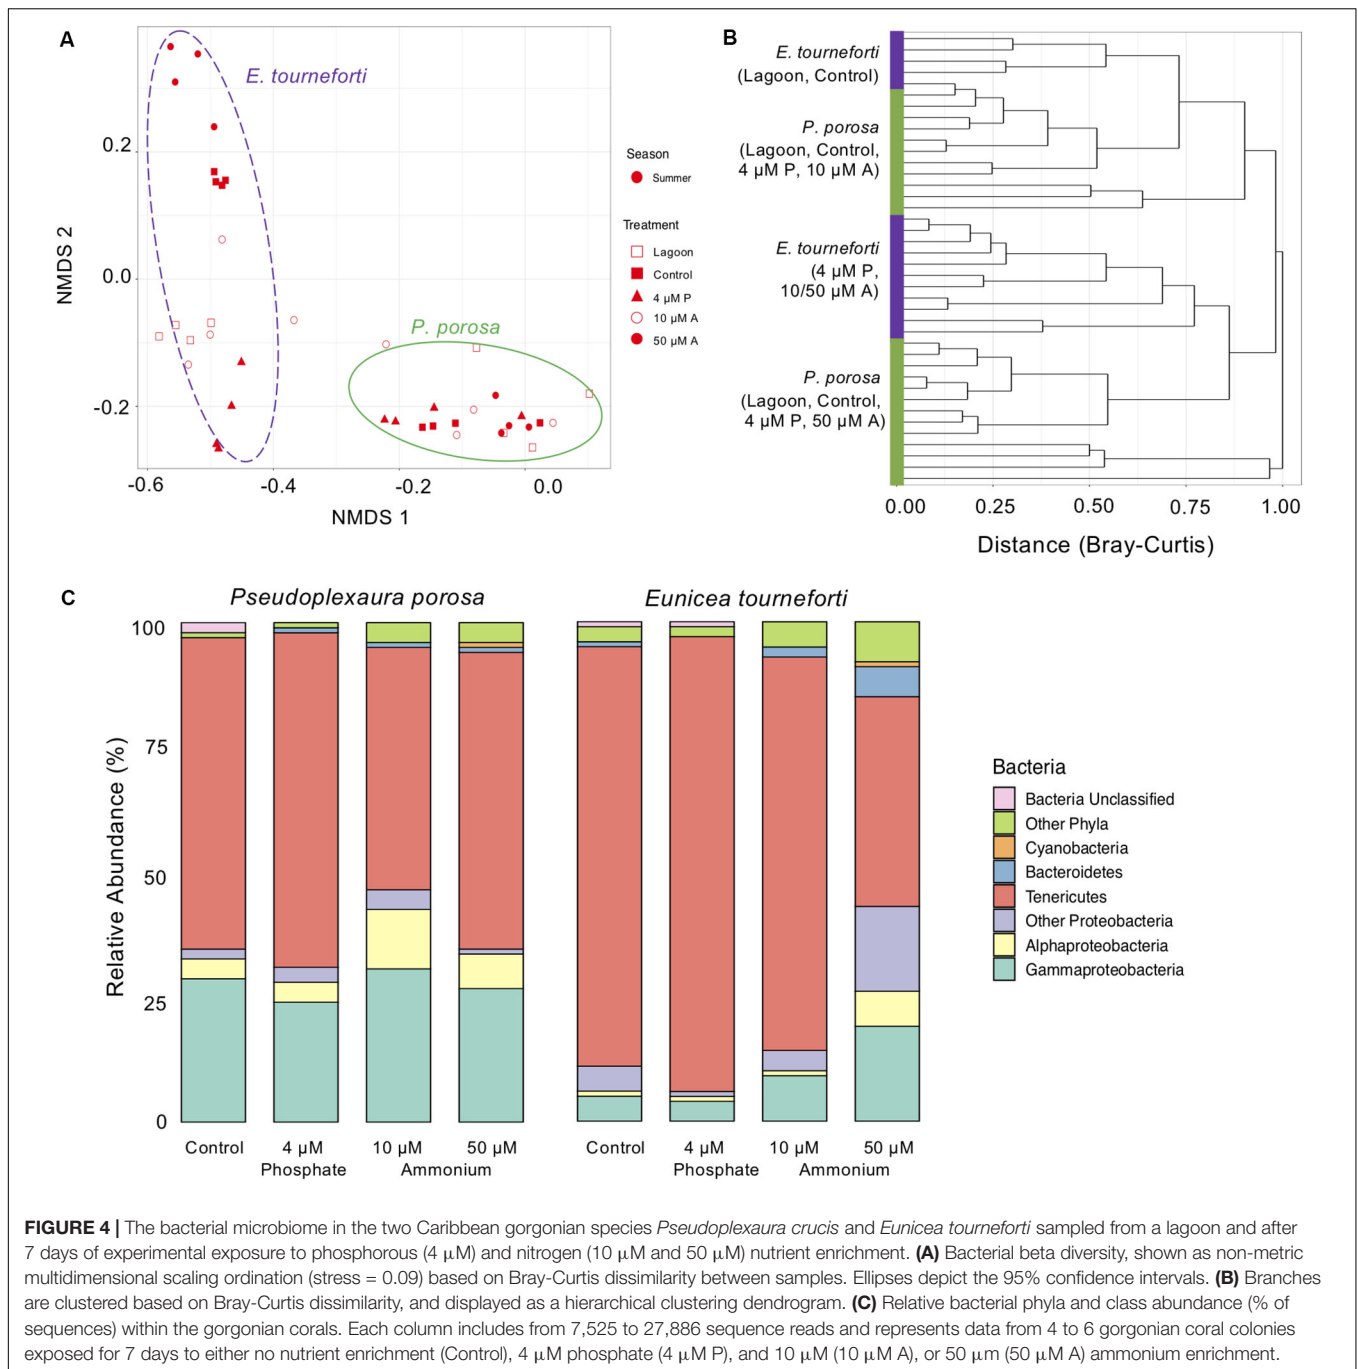 A
E. tourneforti
P. porosa
0.2
0.0
-0.2
NMDS 2
-0.6
-0.4
-0.2
0.0
NMDS 1
Season
Summer
Treatment
Lagoon
Control
4 µM P
10 µM A
50 µM A
B
E. tourneforti
(Lagoon, Control)
P. porosa
(Lagoon, Control,
4 µM P, 10 µM A)
E. tourneforti
(4 µM P,
10/50 µM A)
P. porosa
(Lagoon, Control,
4 µM P, 50 µM A)
0.00
0.25
0.50
0.75
1.00
Distance (Bray-Curtis)
C
Pseudoplexaura porosa
Eunicea tourneforti
100
75
50
25
0
Relative Abundance (%)
Control
4 µM
Phosphate
10 µM
50 µM
Ammonium
Control
4 µM
Phosphate
10 µM
50 µM
Ammonium
Bacteria
Bacteria Unclassified
Other Phyla
Cyanobacteria
Bacteroidetes
Tenericutes
Other Proteobacteria
Alphaproteobacteria
Gammaproteobacteria
FIGURE 4 | The bacterial microbiome in the two Caribbean gorgonian species Pseudoplexaura crucis and Eunicea tourneforti sampled from a lagoon and after
7 days of experimental exposure to phosphorous (4 µM) and nitrogen (10 µM and 50 µM) nutrient enrichment. (A) Bacterial beta diversity, shown as non-metric
multidimensional scaling ordination (stress = 0.09) based on Bray-Curtis dissimilarity between samples. Ellipses depict the 95% confidence intervals. (B) Branches
are clustered based on Bray-Curtis dissimilarity, and displayed as a hierarchical clustering dendrogram. (C) Relative bacterial phyla and class abundance (% of
sequences) within the gorgonian corals. Each column includes from 7,525 to 27,886 sequence reads and represents data from 4 to 6 gorgonian coral colonies
exposed for 7 days to either no nutrient enrichment (Control), 4 µM phosphate (4 µM P), and 10 µM (10 µM A), or 50 µm (50 µM A) ammonium enrichment.